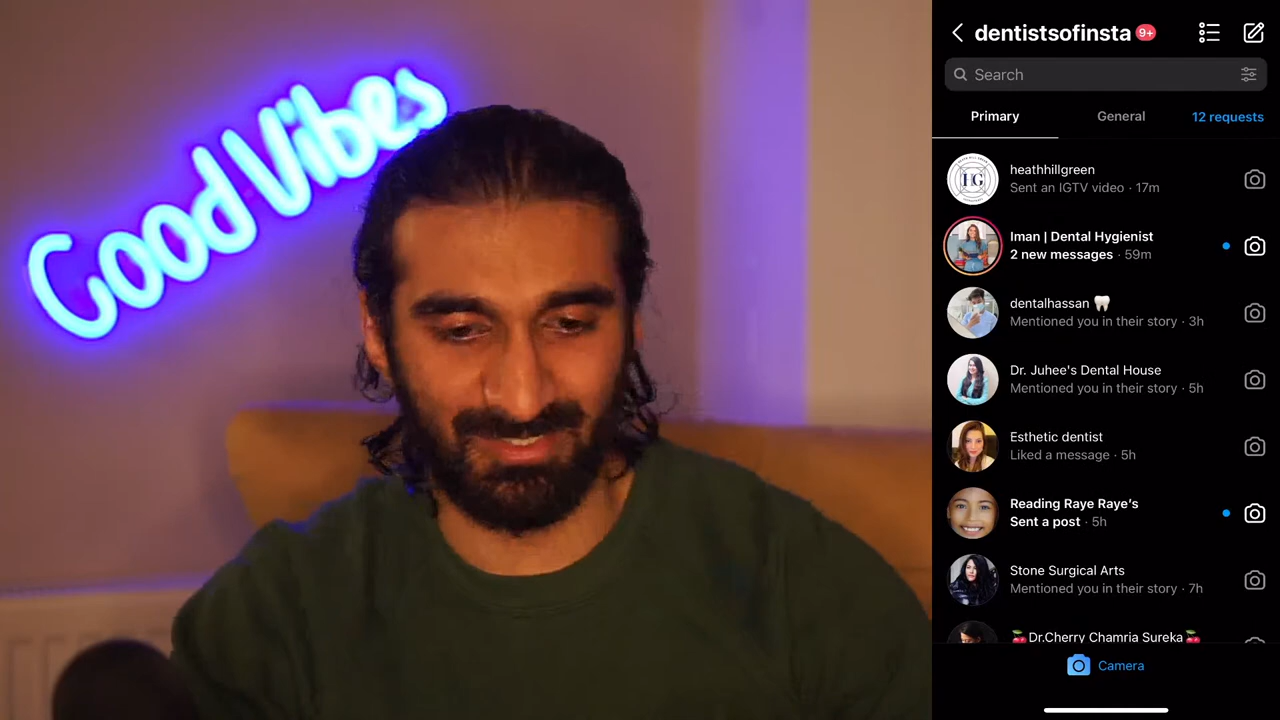 Good Vibes
dentistsofinsta 9+
Search
Primary General 12 requests
heathhillgreen
Sent an IGTV video · 17m
HG
Iman | Dental Hygienist
2 new messages · 59m
dentalhassan 🦷
Mentioned you in their story · 3h
Dr. Juhee's Dental House
Mentioned you in their story · 5h
Esthetic dentist
Liked a message · 5h
Reading Raye Raye’s
Sent a post · 5h
Stone Surgical Arts
Mentioned you in their story · 7h
🍒Dr.Cherry Chamria Sureka🍒
Camera